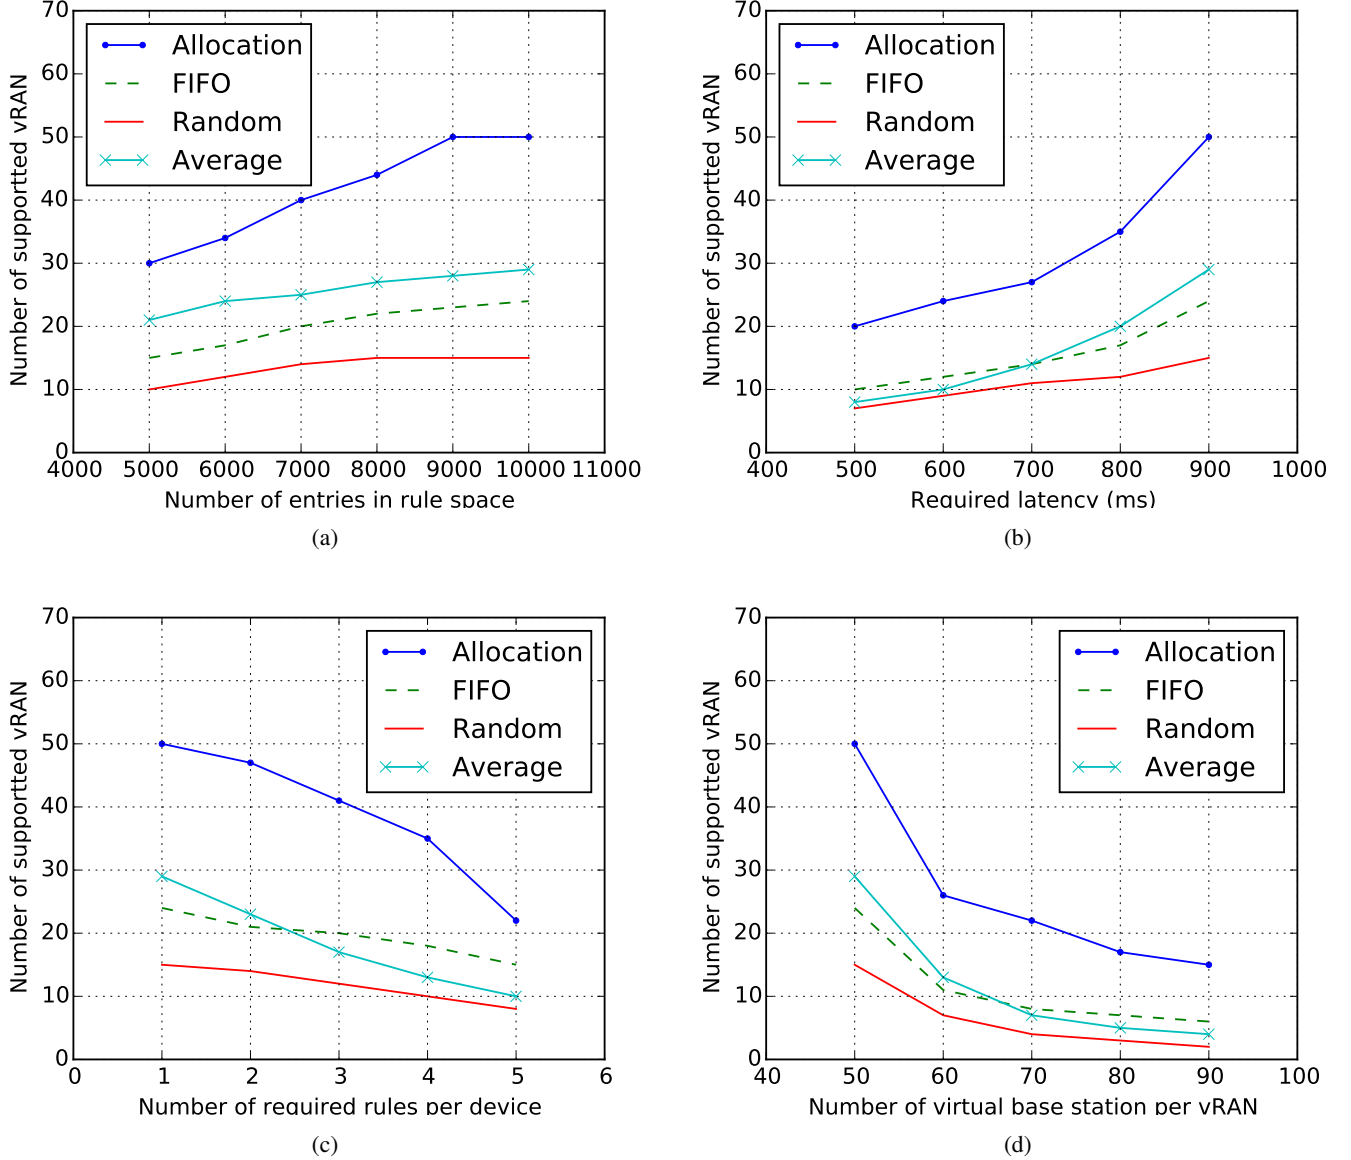 70
60
50
40
30
20
10
0
Number of supportted vRAN
Allocation
FIFO
Random
Average
4000 5000 6000 7000 8000 9000 10000 11000
Number of entries in rule space
(a)
70
60
50
40
30
20
10
0
Number of supportted vRAN
Allocation
FIFO
Random
Average
400 500 600 700 800 900 1000
Required latency (ms)
(b)
70
60
50
40
30
20
10
0
Number of supportted vRAN
Allocation
FIFO
Random
Average
0 1 2 3 4 5 6
Number of required rules per device
(c)
70
60
50
40
30
20
10
0
Number of supportted vRAN
Allocation
FIFO
Random
Average
40 50 60 70 80 90 100
Number of virtual base station per vRAN
(d)